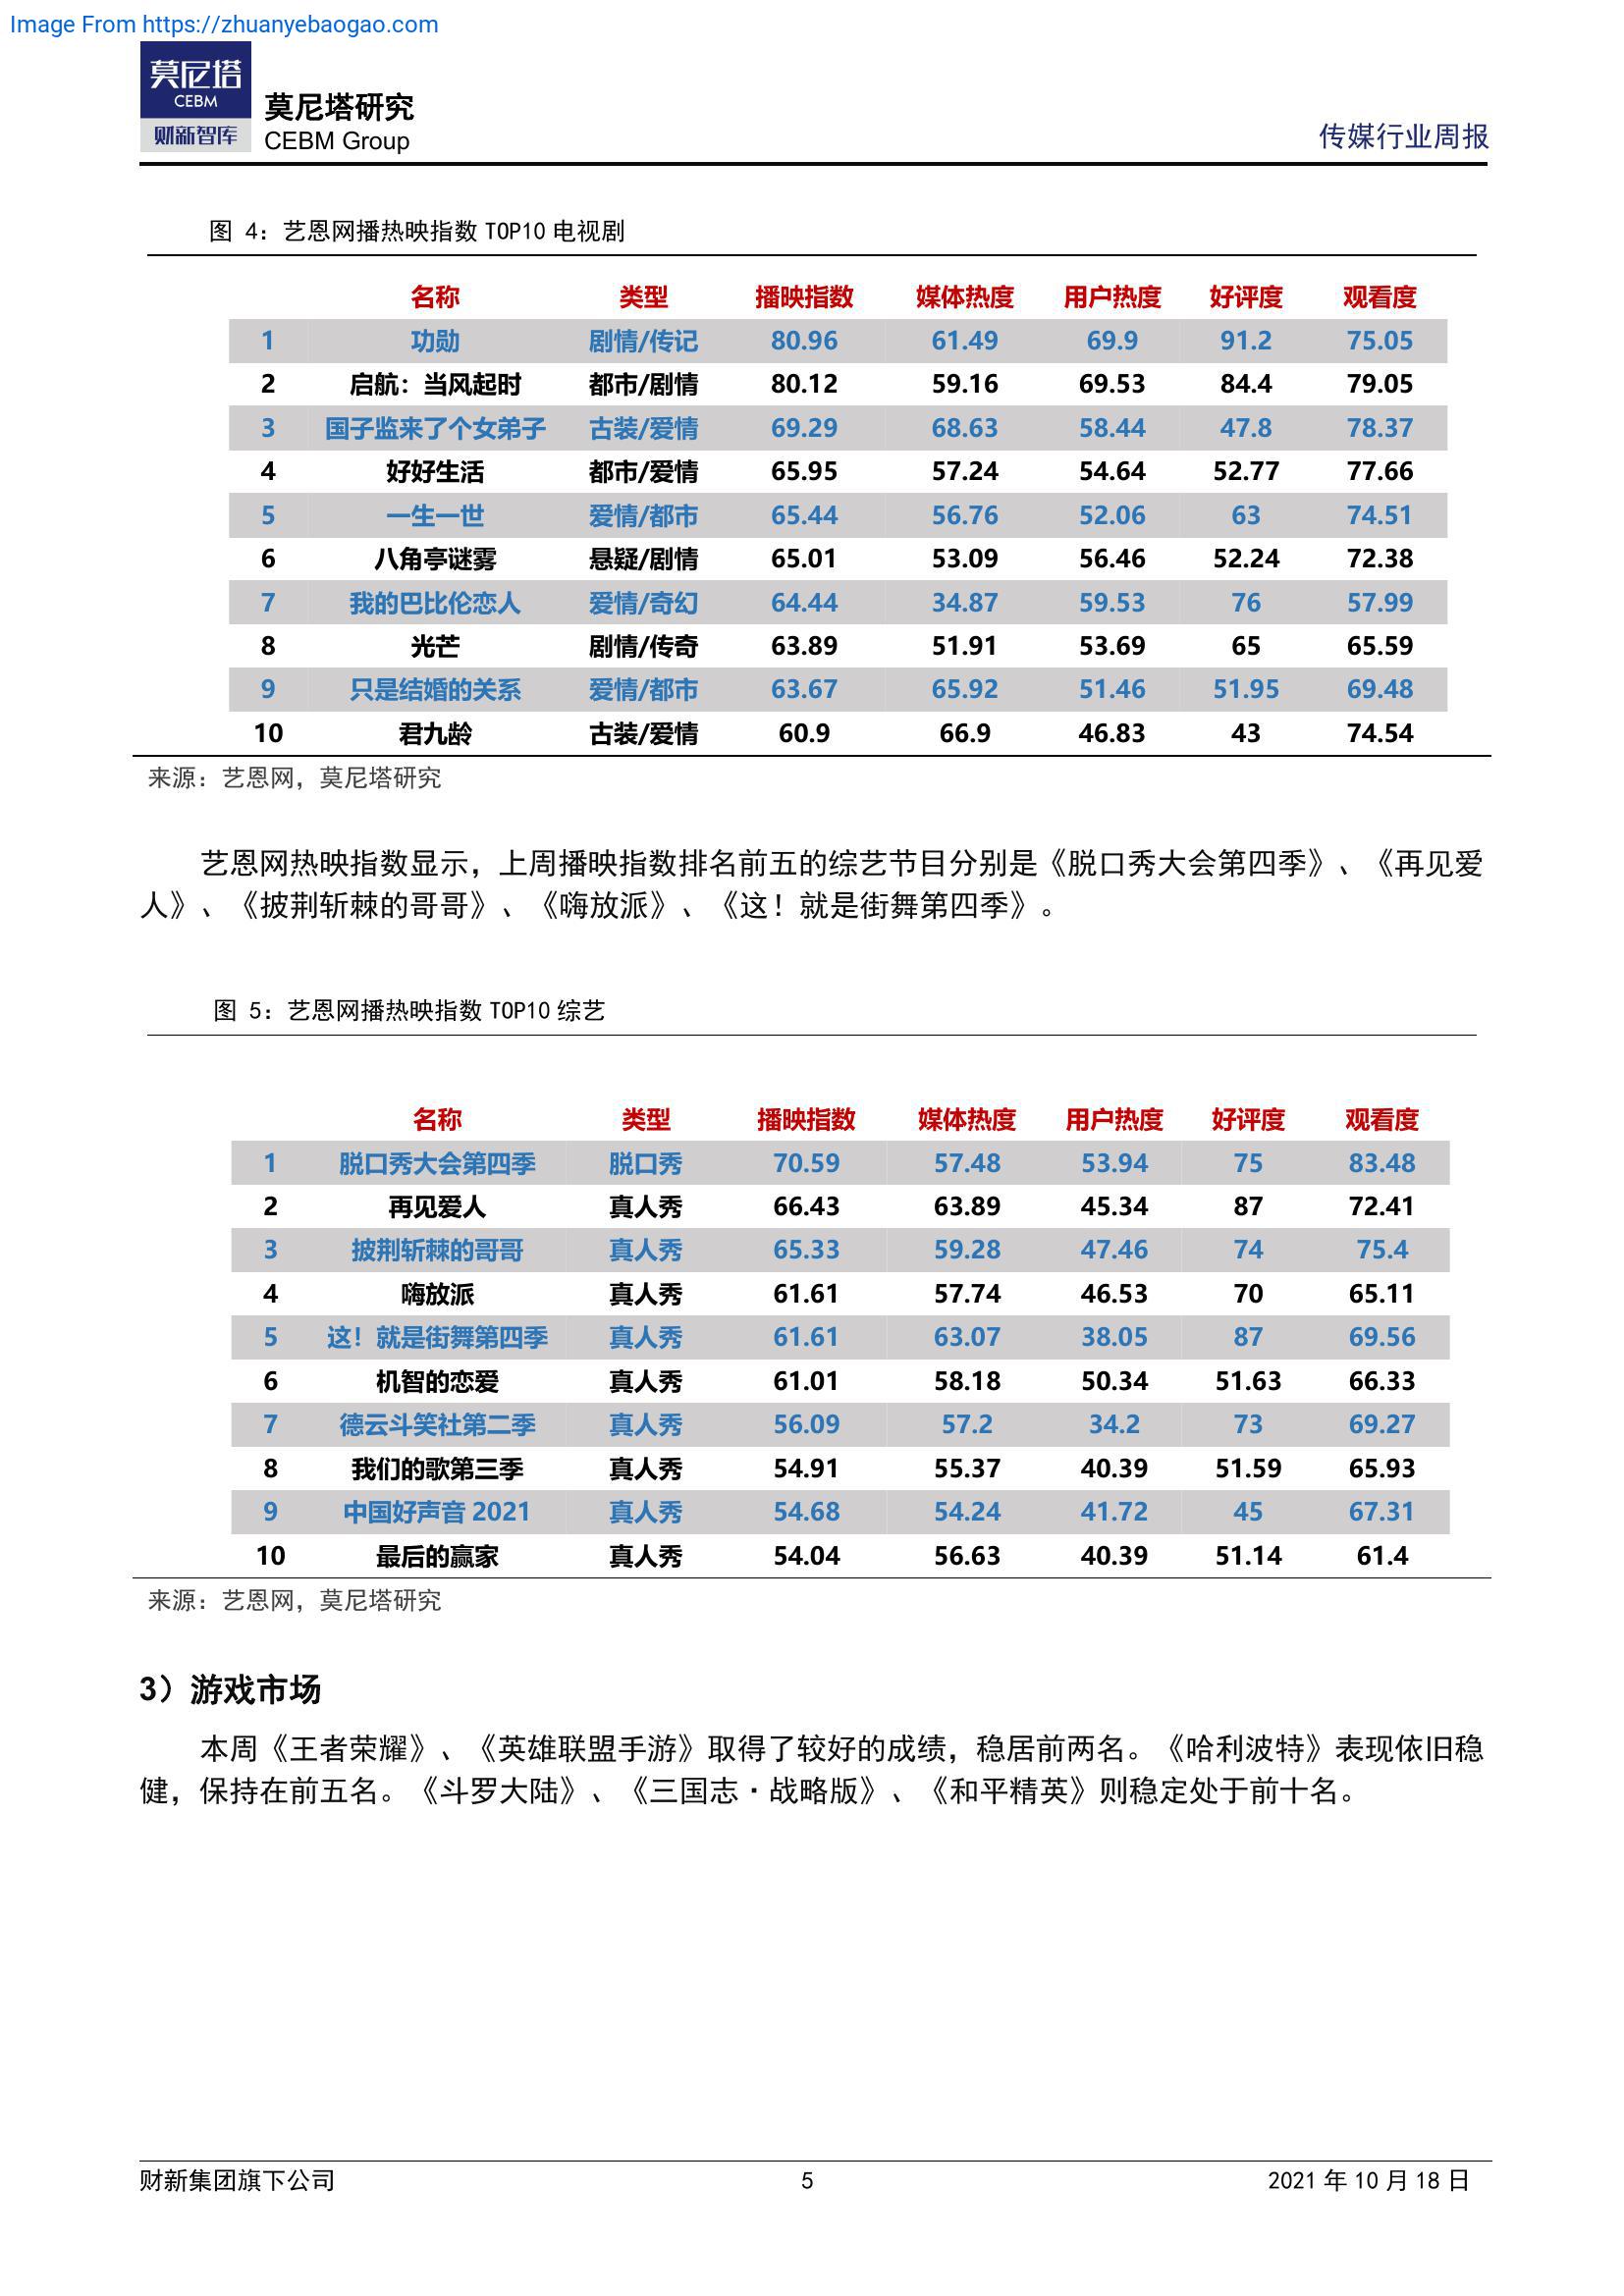 Image From https://zhuanyebaogao.com
莫尼塔
CEBM
财新智库
莫尼塔研究
CEBM Group
传媒行业周报
图 4：艺恩网播热映指数 TOP10 电视剧
名称 类型 播映指数 媒体热度 用户热度 好评度 观看度
1 功勋 剧情/传记 80.96 61.49 69.9 91.2 75.05
2 启航：当风起时 都市/剧情 80.12 59.16 69.53 84.4 79.05
3 国子监来了个女弟子 古装/爱情 69.29 68.63 58.44 47.8 78.37
4 好好生活 都市/爱情 65.95 57.24 54.64 52.77 77.66
5 一生一世 爱情/都市 65.44 56.76 52.06 63 74.51
6 八角亭谜雾 悬疑/剧情 65.01 53.09 56.46 52.24 72.38
7 我的巴比伦恋人 爱情/奇幻 64.44 34.87 59.53 76 57.99
8 光芒 剧情/传奇 63.89 51.91 53.69 65 65.59
9 只是结婚的关系 爱情/都市 63.67 65.92 51.46 51.95 69.48
10 君九龄 古装/爱情 60.9 66.9 46.83 43 74.54
来源：艺恩网，莫尼塔研究
艺恩网热映指数显示，上周播映指数排名前五的综艺节目分别是《脱口秀大会第四季》、《再见爱
人》、《披荆斩棘的哥哥》、《嗨放派》、《这！就是街舞第四季》。
图 5：艺恩网播热映指数 TOP10 综艺
名称 类型 播映指数 媒体热度 用户热度 好评度 观看度
1 脱口秀大会第四季 脱口秀 70.59 57.48 53.94 75 83.48
2 再见爱人 真人秀 66.43 63.89 45.34 87 72.41
3 披荆斩棘的哥哥 真人秀 65.33 59.28 47.46 74 75.4
4 嗨放派 真人秀 61.61 57.74 46.53 70 65.11
5 这！就是街舞第四季 真人秀 61.61 63.07 38.05 87 69.56
6 机智的恋爱 真人秀 61.01 58.18 50.34 51.63 66.33
7 德云斗笑社第二季 真人秀 56.09 57.2 34.2 73 69.27
8 我们的歌第三季 真人秀 54.91 55.37 40.39 51.59 65.93
9 中国好声音 2021 真人秀 54.68 54.24 41.72 45 67.31
10 最后的赢家 真人秀 54.04 56.63 40.39 51.14 61.4
来源：艺恩网，莫尼塔研究
3）游戏市场
本周《王者荣耀》、《英雄联盟手游》取得了较好的成绩，稳居前两名。《哈利波特》表现依旧稳
健，保持在前五名。《斗罗大陆》、《三国志·战略版》、《和平精英》则稳定处于前十名。
财新集团旗下公司 5 2021 年 10 月 18 日